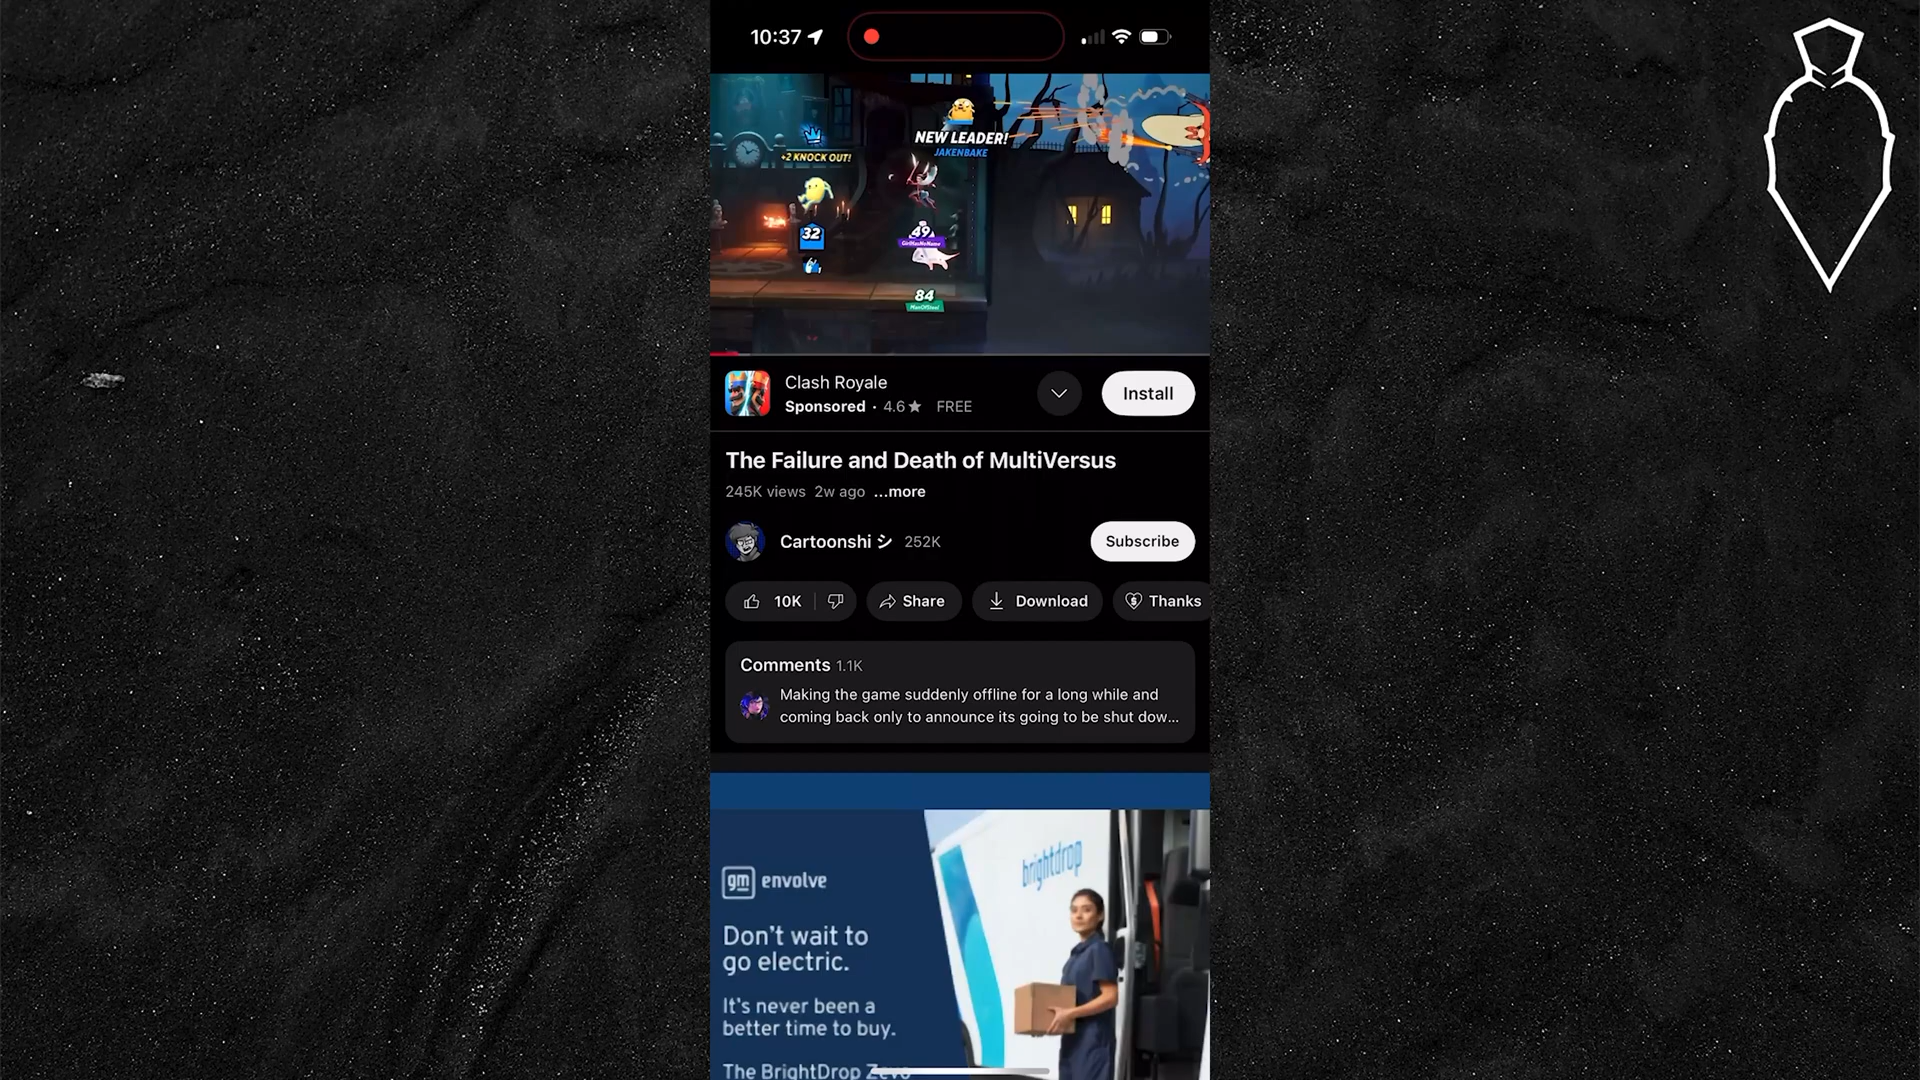 10:37
+2 KNOCK OUT!
NEW LEADER!
JAKENBAKE
32
49
GirlHasNoName
84
ManOfSteel
Clash Royale
Install
Sponsored · 4.6★ FREE
The Failure and Death of MultiVersus
245K views 2w ago ...more
Cartoonshi シ 252K
Subscribe
10K
Share
Download
Thanks
Comments 1.1K
Making the game suddenly offline for a long while and
coming back only to announce its going to be shut dow...
brightdrop
gm envolve
Don't wait to
go electric.
It's never been a
better time to buy.
The BrightDrop Zevo